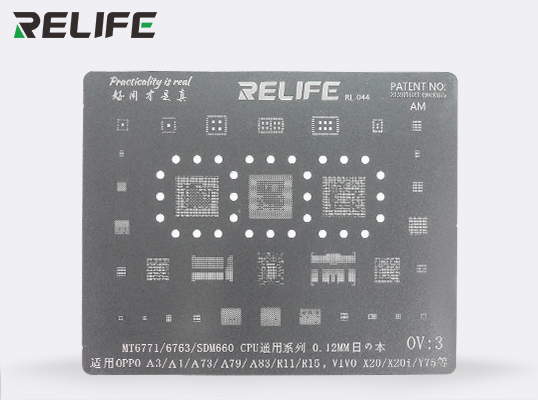 RELIFE
Practicality is real
好用才是真
RELIFE RL-044
PATENT NO:
AM
MT6771/6763/SDM660 CPU通用系列 0.12MM日の本
OV:3
适用OPPO A3/A1/A73/A79/A83/R11/R15, VIVO X20/X20i/Y75等